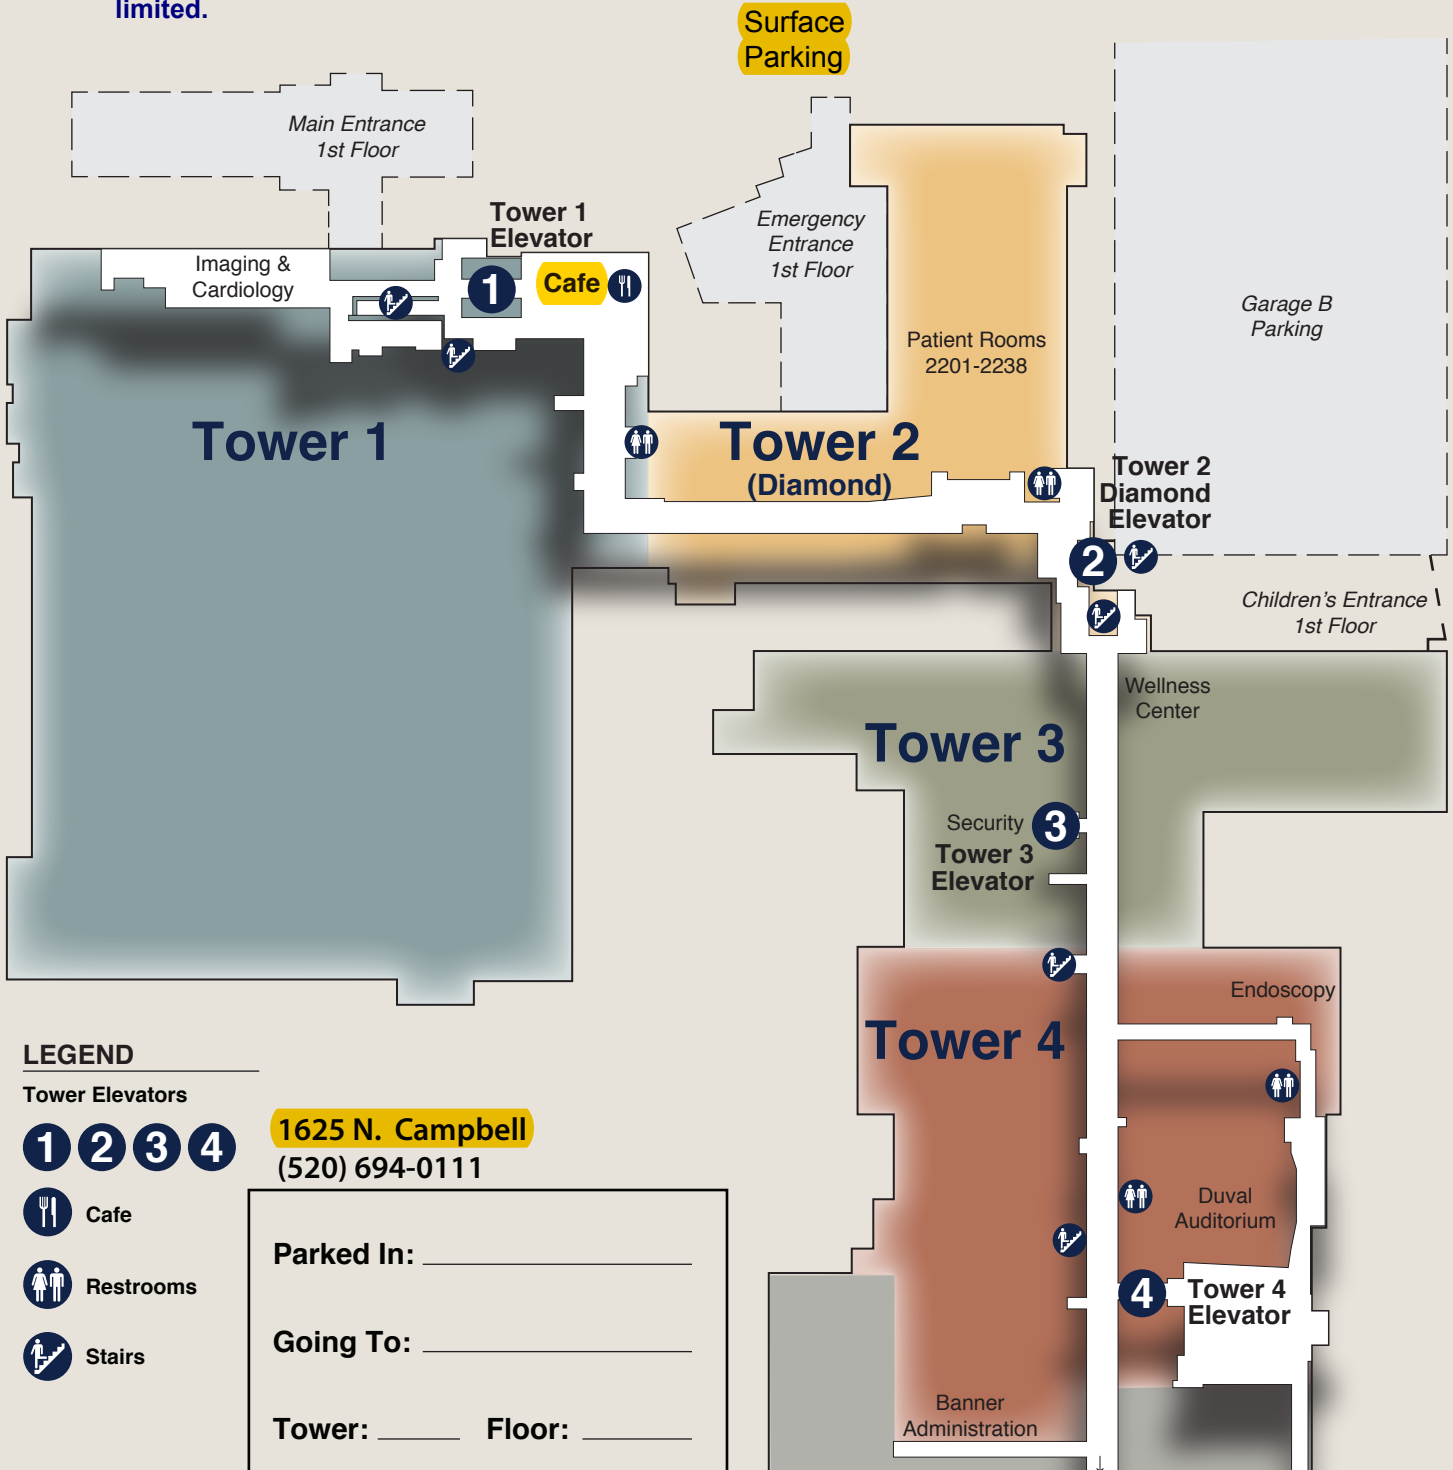 limited.
Surface
Parking
Main Entrance
1st Floor
Tower 1
Elevator
Imaging &
Cardiology
1
Cafe
Emergency
Entrance
1st Floor
Patient Rooms
2201-2238
Garage B
Parking
Tower 1
Tower 2
(Diamond)
Tower 2
Diamond
Elevator
2
Children's Entrance
1st Floor
Wellness
Center
Tower 3
Security
3
Tower 3
Elevator
Endoscopy
Tower 4
Duval
Auditorium
4
Tower 4
Elevator
Banner
Administration
LEGEND
Tower Elevators
1 2 3 4
Cafe
Restrooms
Stairs
1625 N. Campbell
(520) 694-0111
Parked In:
Going To:
Tower: Floor: